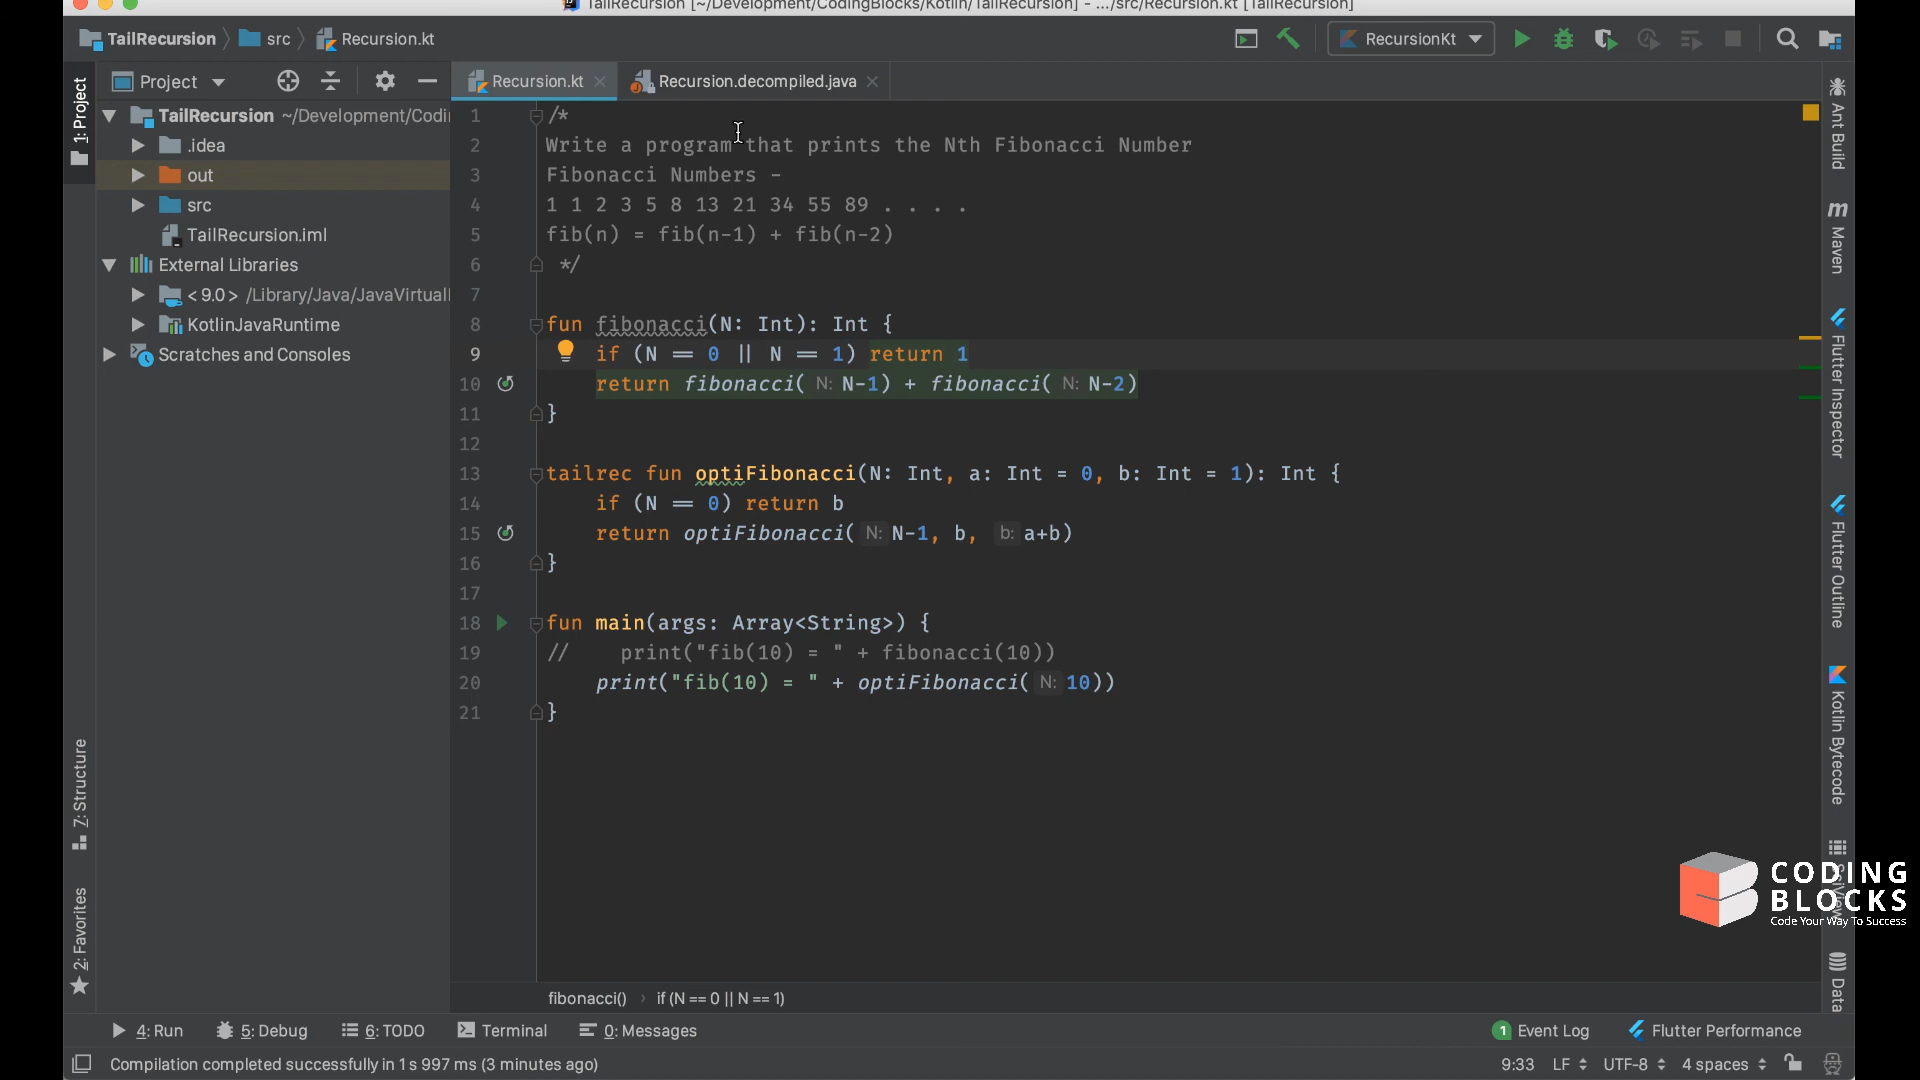 TailRecursion [~/Development/CodingBlocks/Kotlin/TailRecursion] - .../src/Recursion.kt [TailRecursion]
TailRecursion src Recursion.kt
RecursionKt
1: Project
Project
Recursion.kt
Recursion.decompiled.java
TailRecursion ~/Development/Codi
.idea
out
src
TailRecursion.iml
External Libraries
< 9.0 > /Library/Java/JavaVirtualI
KotlinJavaRuntime
Scratches and Consoles
7: Structure
2: Favorites
1 /*
2 Write a program that prints the Nth Fibonacci Number
3 Fibonacci Numbers -
4 1 1 2 3 5 8 13 21 34 55 89 . . . .
5 fib(n) = fib(n-1) + fib(n-2)
6 */
7
8 fun fibonacci(N: Int): Int {
9 if (N == 0 || N == 1) return 1
10 return fibonacci( N: N-1) + fibonacci( N: N-2)
11 }
12
13 tailrec fun optiFibonacci(N: Int, a: Int = 0, b: Int = 1): Int {
14 if (N == 0) return b
15 return optiFibonacci( N: N-1, b, b: a+b)
16 }
17
18 fun main(args: Array<String>) {
19 // print("fib(10) = " + fibonacci(10))
20 print("fib(10) = " + optiFibonacci( N: 10))
21 }
fibonacci() › if (N == 0 || N == 1)
Ant Build
m Maven
Flutter Inspector
Flutter Outline
Kotlin Bytecode
SciView
Data
CODING
BLOCKS
Code Your Way To Success
4: Run 5: Debug 6: TODO Terminal 0: Messages
1 Event Log Flutter Performance
Compilation completed successfully in 1 s 997 ms (3 minutes ago)
9:33 LF UTF-8 4 spaces